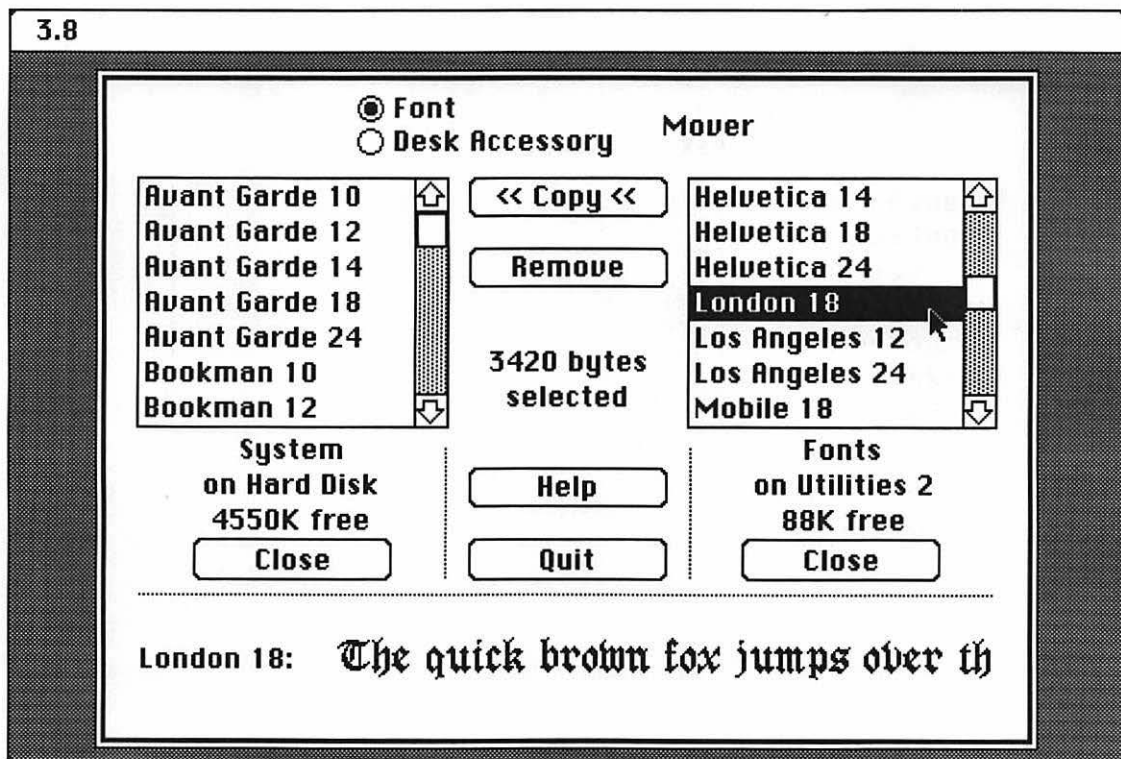 3.8
Font
Desk Accessory
Mover
Avant Garde 10
Avant Garde 12
Avant Garde 14
Avant Garde 18
Avant Garde 24
Bookman 10
Bookman 12
System
on Hard Disk
4550K free
Close
<< Copy <<
Remove
3420 bytes
selected
Help
Quit
Helvetica 14
Helvetica 18
Helvetica 24
London 18
Los Angeles 12
Los Angeles 24
Mobile 18
Fonts
on Utilities 2
88K free
Close
London 18: The quick brown fox jumps over th